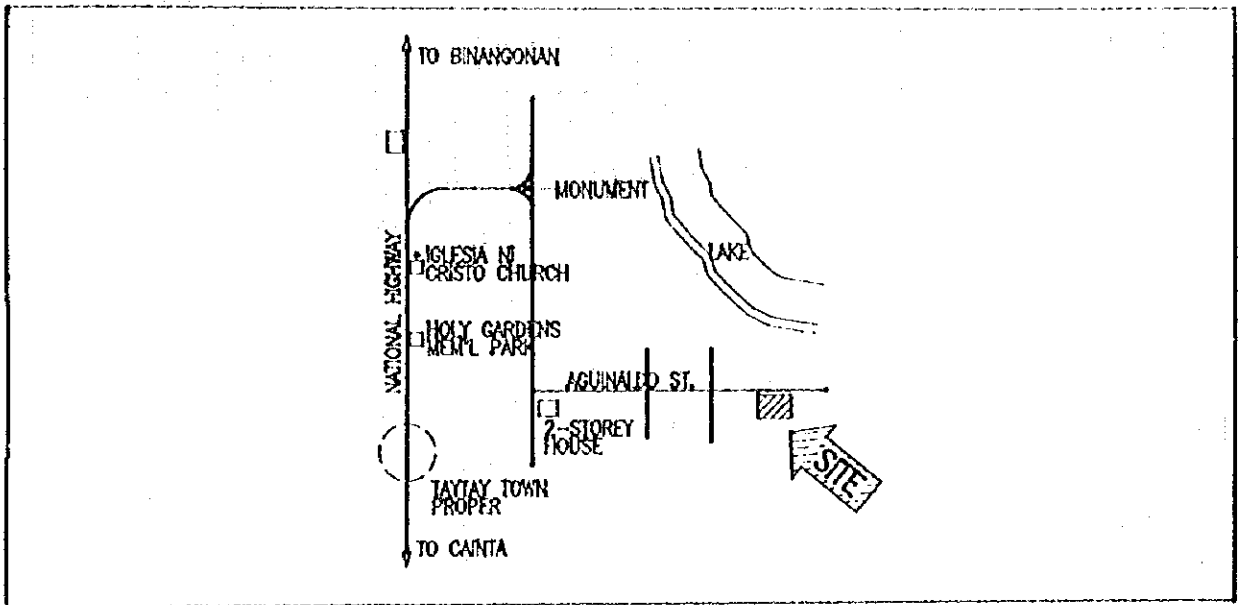 TO BINANGONAN
MONUMENT
NATIONAL HIGHWAY
IGLESIA NI
CRISTO CHURCH
LAKE
HOLY GARDENS
MEM'L PARK
AGUINALDO ST.
2-STOREY
HOUSE
SITE
TAYTAY TOWN
PROPER
TO CAINTA